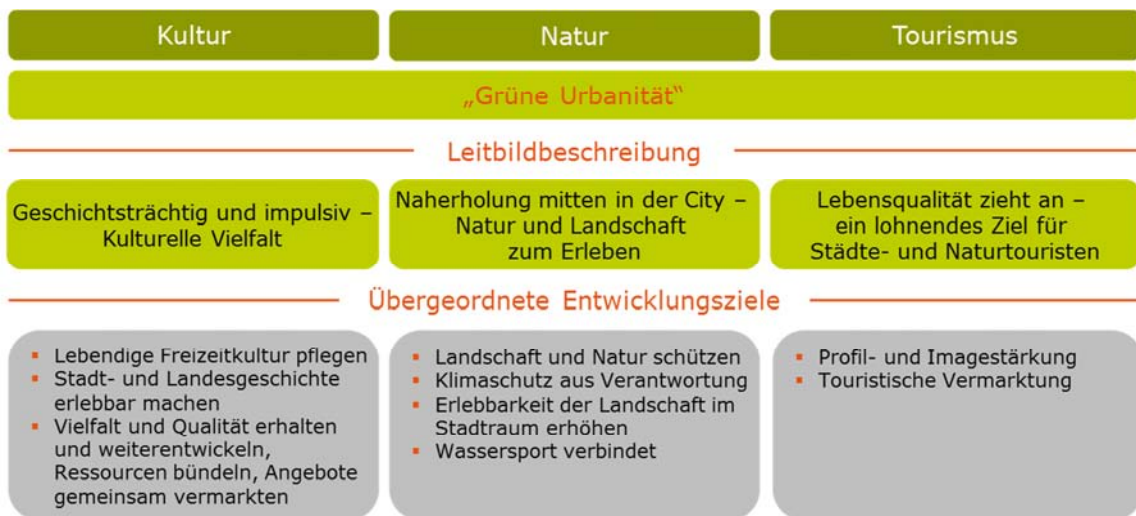 Kultur
Natur
Tourismus
„Grüne Urbanität“
Leitbildbeschreibung
Geschichtsträchtig und impulsiv –
Kulturelle Vielfalt
Naherholung mitten in der City –
Natur und Landschaft
zum Erleben
Lebensqualität zieht an –
ein lohnendes Ziel für
Städte- und Naturtouristen
Übergeordnete Entwicklungsziele
▪ Lebendige Freizeitkultur pflegen
▪ Stadt- und Landesgeschichte
erlebbar machen
▪ Vielfalt und Qualität erhalten
und weiterentwickeln,
Ressourcen bündeln, Angebote
gemeinsam vermarkten
▪ Landschaft und Natur schützen
▪ Klimaschutz aus Verantwortung
▪ Erlebbarkeit der Landschaft im
Stadtraum erhöhen
▪ Wassersport verbindet
▪ Profil- und Imagestärkung
▪ Touristische Vermarktung